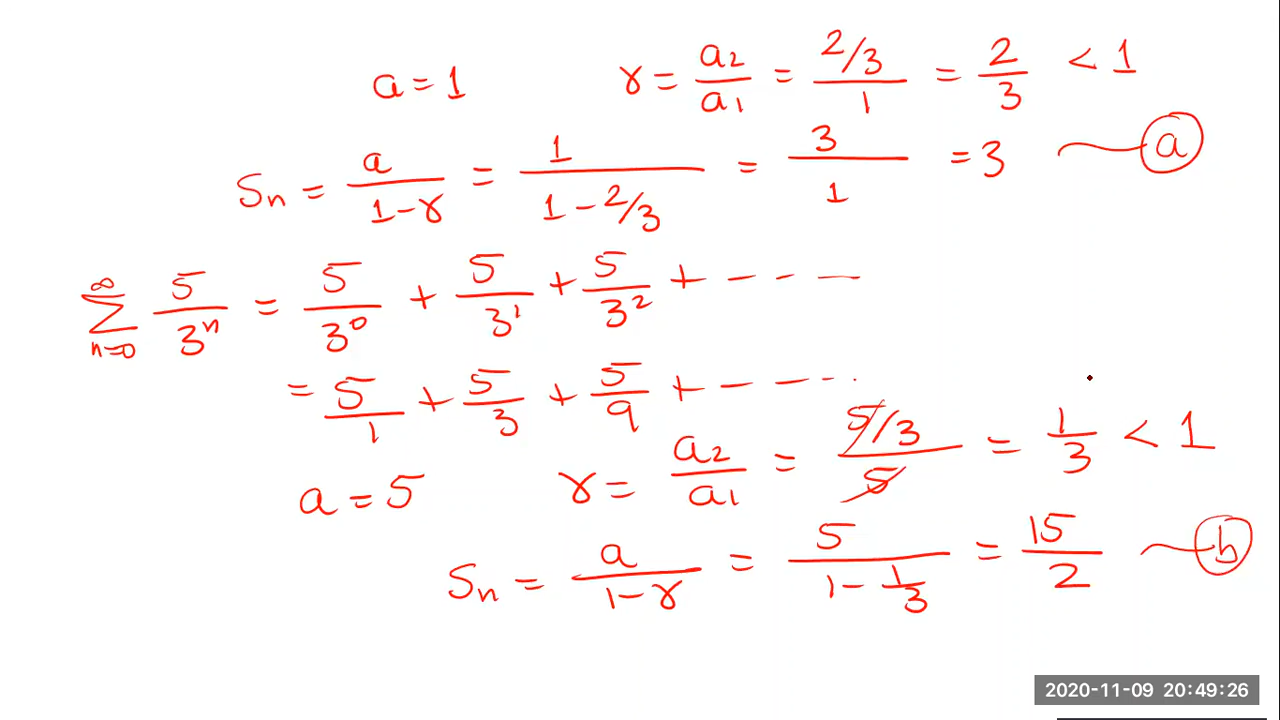 a = 1 r = a2/a1 = (2/3)/1 = 2/3 < 1
Sn = a/(1-r) = 1/(1-2/3) = 3/1 = 3 — a
∞∑n=0 5/3^n = 5/3^0 + 5/3^1 + 5/3^2 + - - - -
= 5/1 + 5/3 + 5/9 + - - - - -
a = 5 r = a2/a1 = (5/3)/5 = 1/3 < 1
Sn = a/(1-r) = 5/(1-1/3) = 15/2 — b
2020-11-09 20:49:26